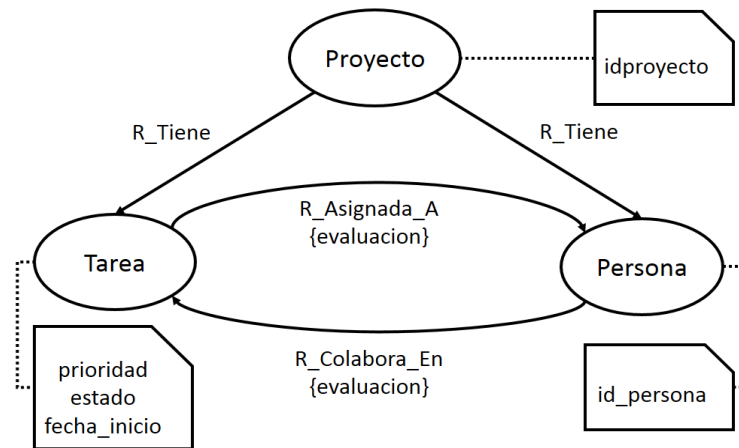 Proyecto
idproyecto
R_Tiene
R_Tiene
R_Asignada_A
{evaluacion}
Tarea
Persona
R_Colabora_En
{evaluacion}
prioridad
estado
fecha_inicio
id_persona